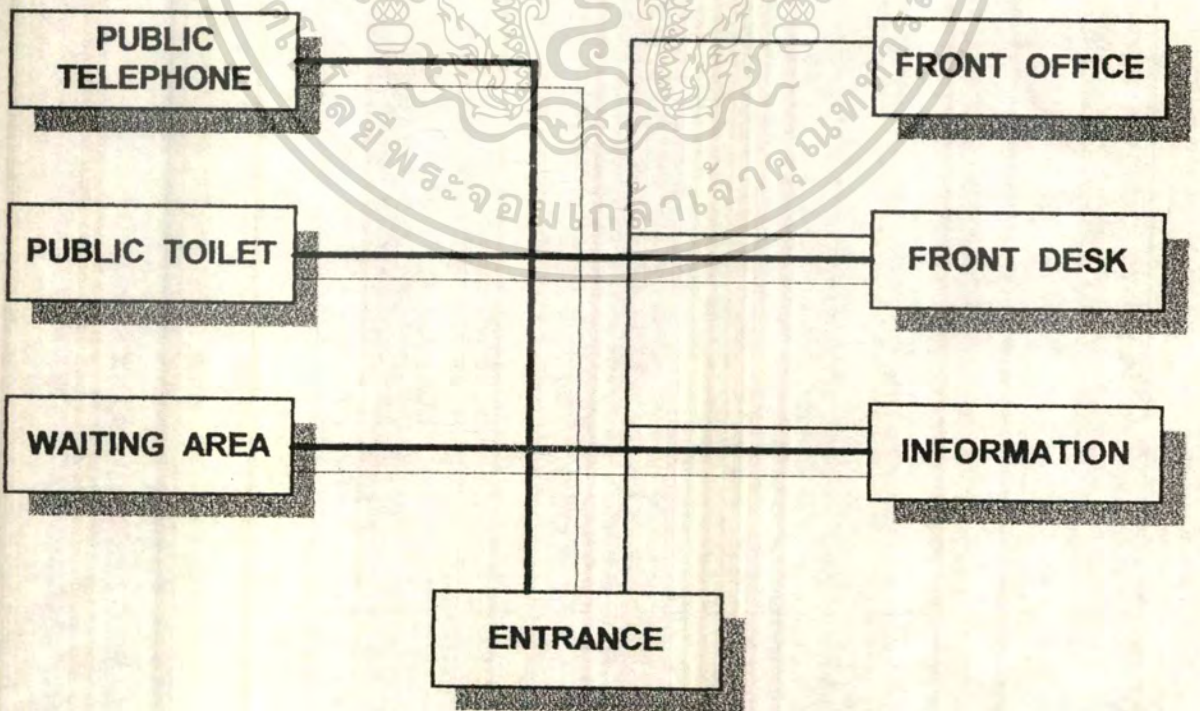 PUBLIC
TELEPHONE
FRONT OFFICE
PUBLIC TOILET
FRONT DESK
WAITING AREA
INFORMATION
ENTRANCE